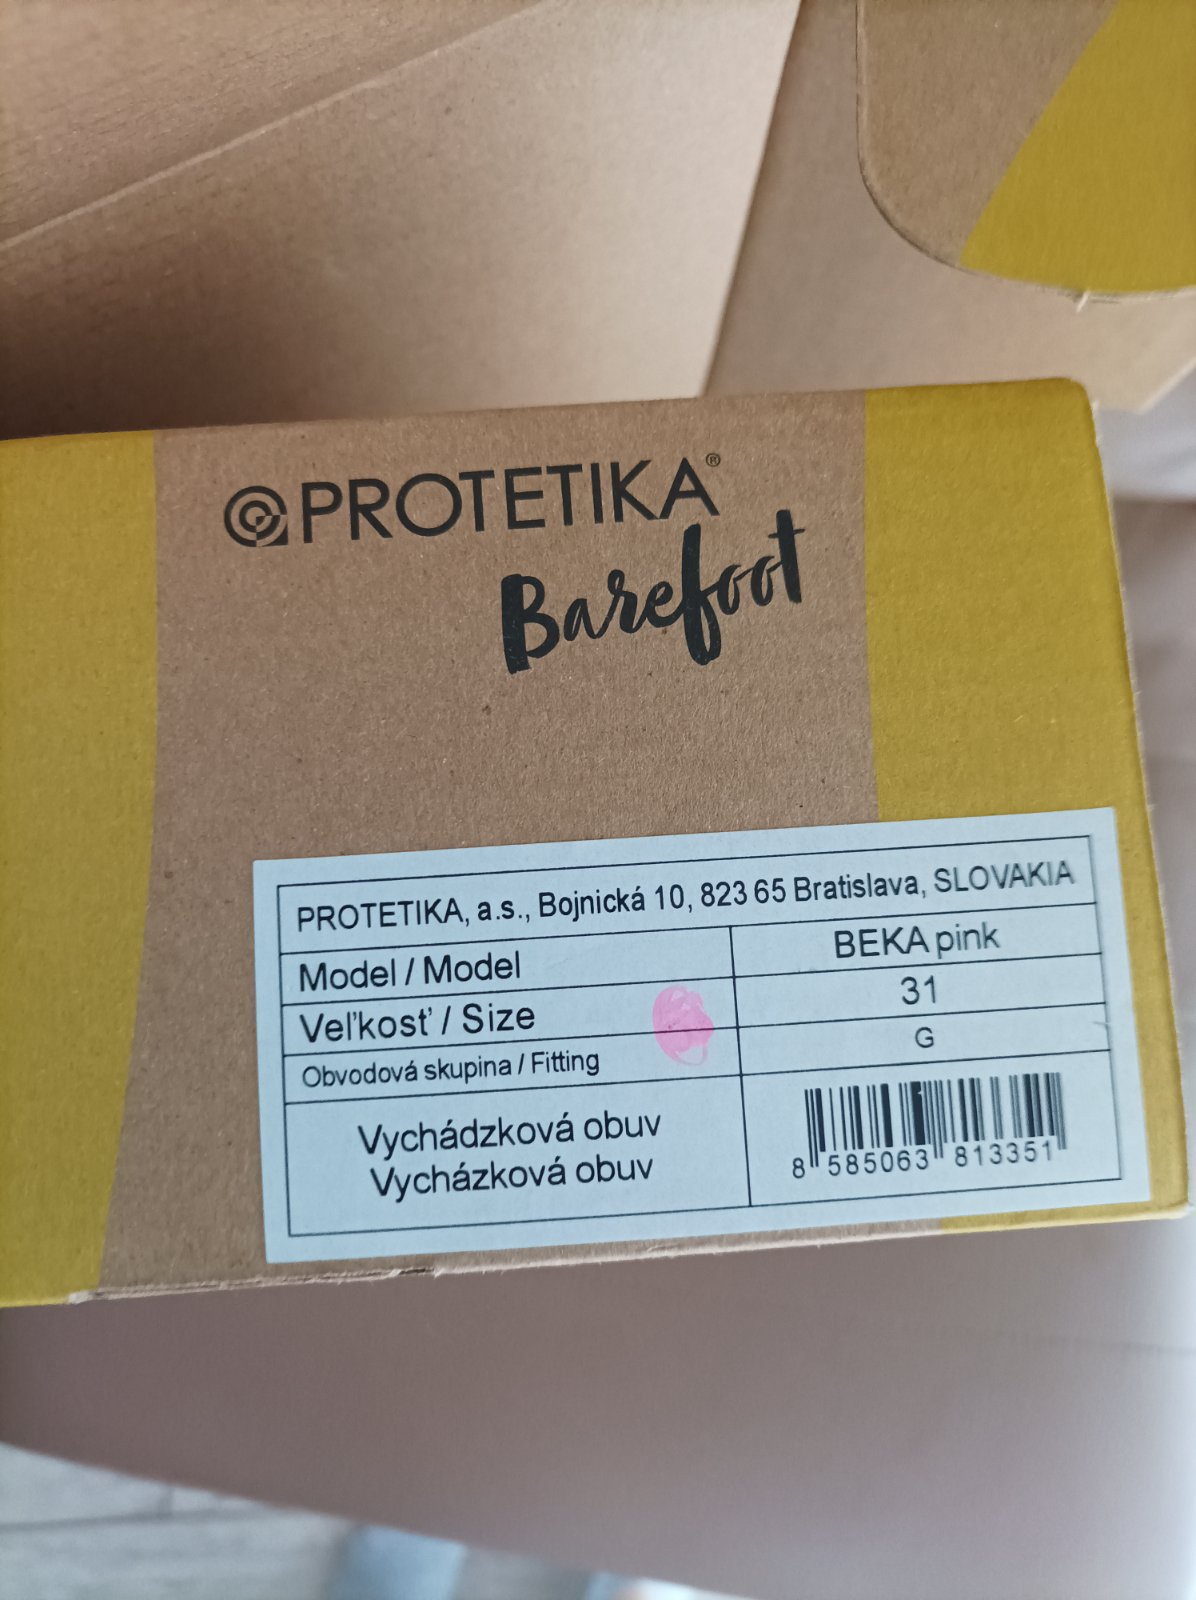 PROTETIKA®
Barefoot
PROTETIKA, a.s., Bojnická 10, 823 65 Bratislava, SLOVAKIA
Model / Model BEKA pink
Veľkosť / Size 31
Obvodová skupina / Fitting G
Vychádzková obuv
Vycházková obuv
8 585063 813351